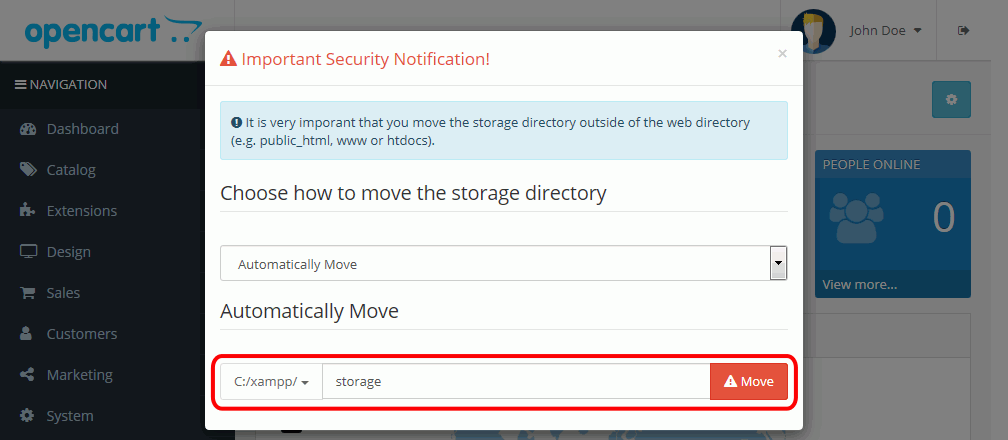 opencart
John Doe
Important Security Notification!
×
NAVIGATION
It is very imporant that you move the storage directory outside of the web directory
(e.g. public_html, www or htdocs).
Dashboard
Catalog
Extensions
Design
Sales
Customers
Marketing
System
Choose how to move the storage directory
Automatically Move
Automatically Move
C:/xampp/
storage
Move
PEOPLE ONLINE
0
View more...